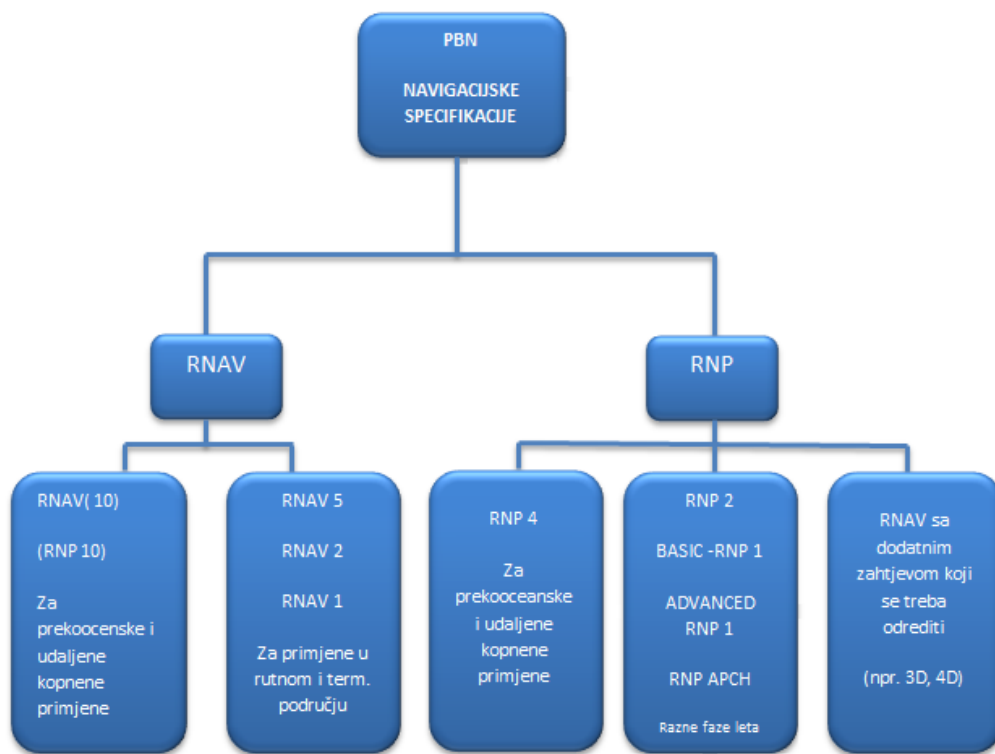 PBN
NAVIGACIJSKE
SPECIFIKACIJE
RNAV
RNP
RNAV( 10)
(RNP 10)
Za
prekoocenske i
udaljene
kopnene
primjene
RNAV 5
RNAV 2
RNAV 1
Za primjene u
rutnom i term.
području
RNP 4
Za
prekooceanske
i udaljene
kopnene
primjene
RNP 2
BASIC -RNP 1
ADVANCED
RNP 1
RNP APCH
Razne faze leta
RNAV sa
dodatnim
zahtjevom koji
se treba
odrediti
(npr. 3D, 4D)